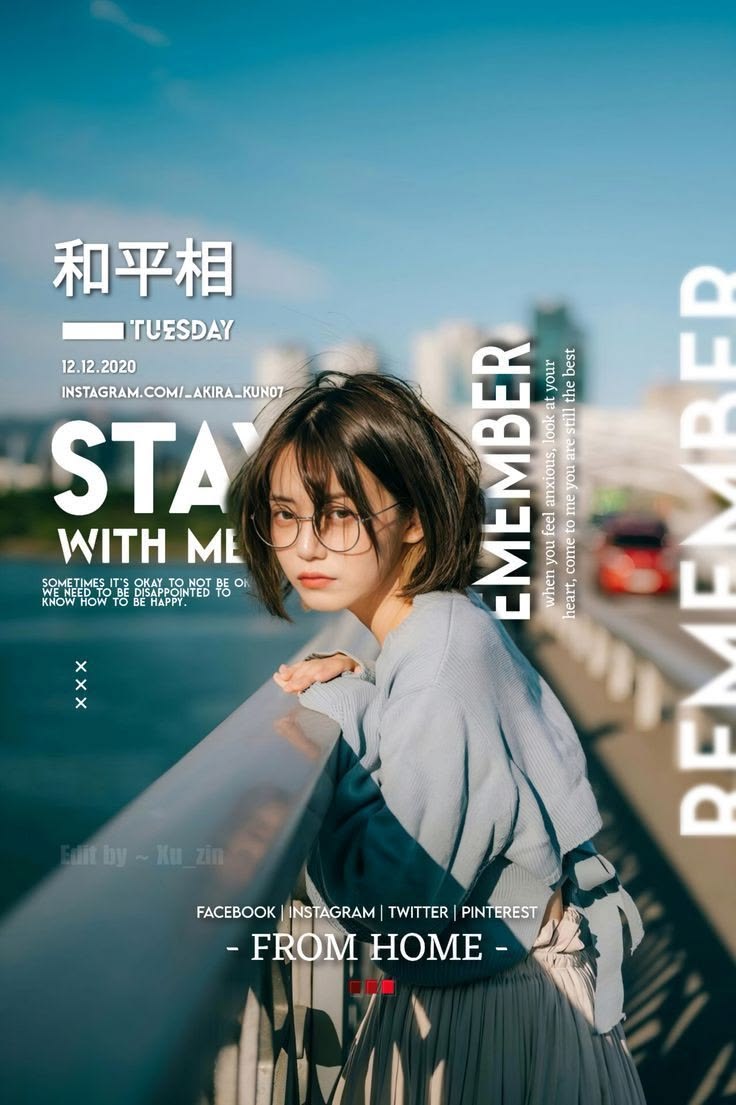 和平相
TUESDAY
12.12.2020
INSTAGRAM.COM/_AKIRA_KUN07
STAY
WITH ME
SOMETIMES IT'S OKAY TO NOT BE OK
WE NEED TO BE DISAPPOINTED TO
KNOW HOW TO BE HAPPY.
EMEMBER
when you feel anxious, look at your
heart, come to me you are still the best
REMEMBER
Edit by ~ Xu_zin
FACEBOOK | INSTAGRAM | TWITTER | PINTEREST
- FROM HOME -